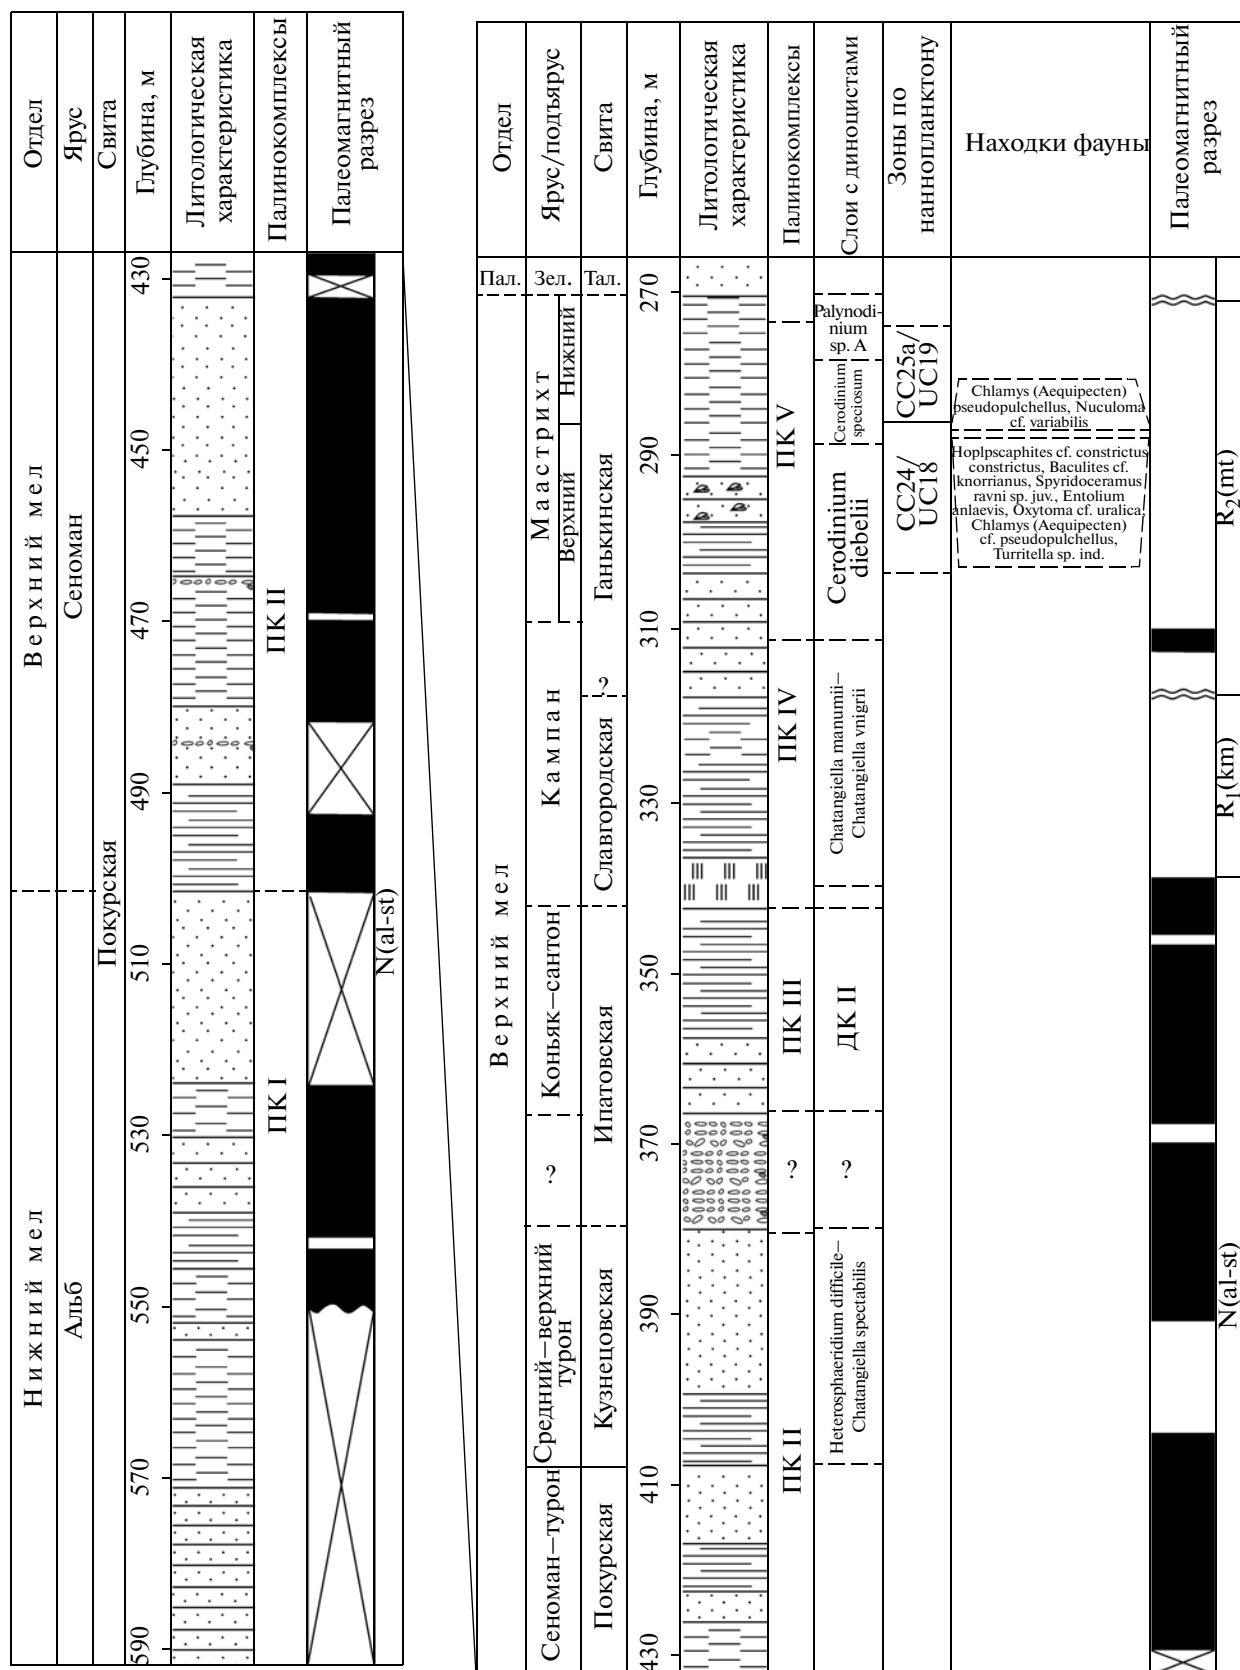 Отдел
Ярус
Свита
Глубина, м
Литологическая
характеристика
Палинокомплексы
Палеомагнитный
разрез
Верхний мел
Нижний мел
Сеноман
Альб
Покурская
430
450
470
490
510
530
550
570
590
ПК II
ПК I
N(al-st)
Отдел
Ярус/подъярус
Свита
Глубина, м
Литологическая
характеристика
Палинокомплексы
Слои с диноцистами
Зоны по
наннопланктону
Находки фауны
Палеомагнитный
разрез
Пал.
Зел.
Тал.
Верхний мел
Маастрихт
Нижний
Верхний
Кампан
Коньяк–сантон
?
Средний–верхний
турон
Сеноман–турон
Ганькинская
?
Славгородская
Ипатовская
Кузнецовская
Покурская
270
290
310
330
350
370
390
410
430
ПК V
ПК IV
ПК III
?
ПК II
Palynodi-
nium
sp. A
Cerodinium
speciosum
Cerodinium
diebelii
Chatangiella manumii–
Chatangiella vnigrii
ДК II
?
Heterosphaeridium difficile–
Chatangiella spectabilis
CC25a/
UC19
CC24/
UC18
Chlamys (Aequipecten)
pseudopulchellus, Nuculoma
cf. variabilis
Hoplpscaphites cf. constrictus
constrictus, Baculites cf.
knorrianus, Spyridoceramus
ravni sp. juv., Entolium
anlaevis, Oxytoma cf. uralica,
Chlamys (Aequipecten)
cf. pseudopulchellus,
Turritella sp. ind.
R2(mt)
R1(km)
N(al-st)